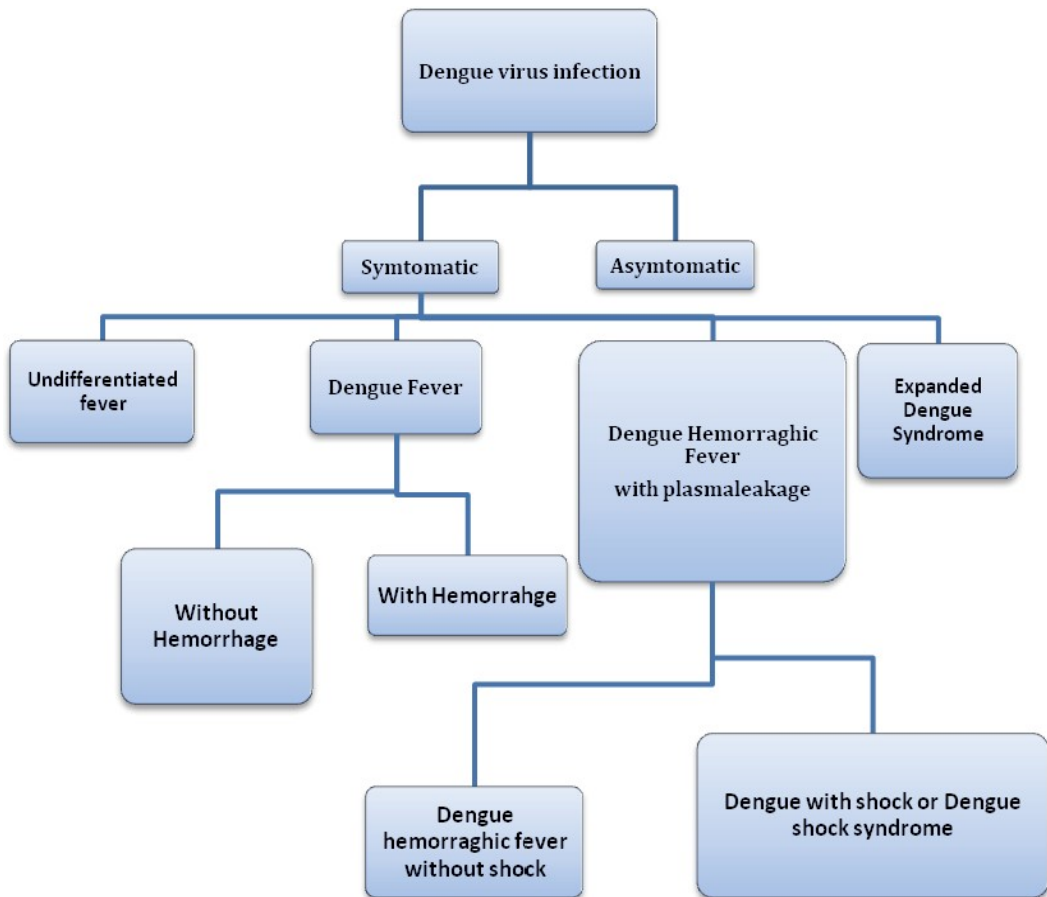 Dengue virus infection
Symtomatic
Asymtomatic
Undifferentiated
fever
Dengue Fever
Dengue Hemorraghic
Fever
with plasmaleakage
Expanded
Dengue
Syndrome
Without
Hemorrhage
With Hemorrahge
Dengue
hemorraghic fever
without shock
Dengue with shock or Dengue
shock syndrome